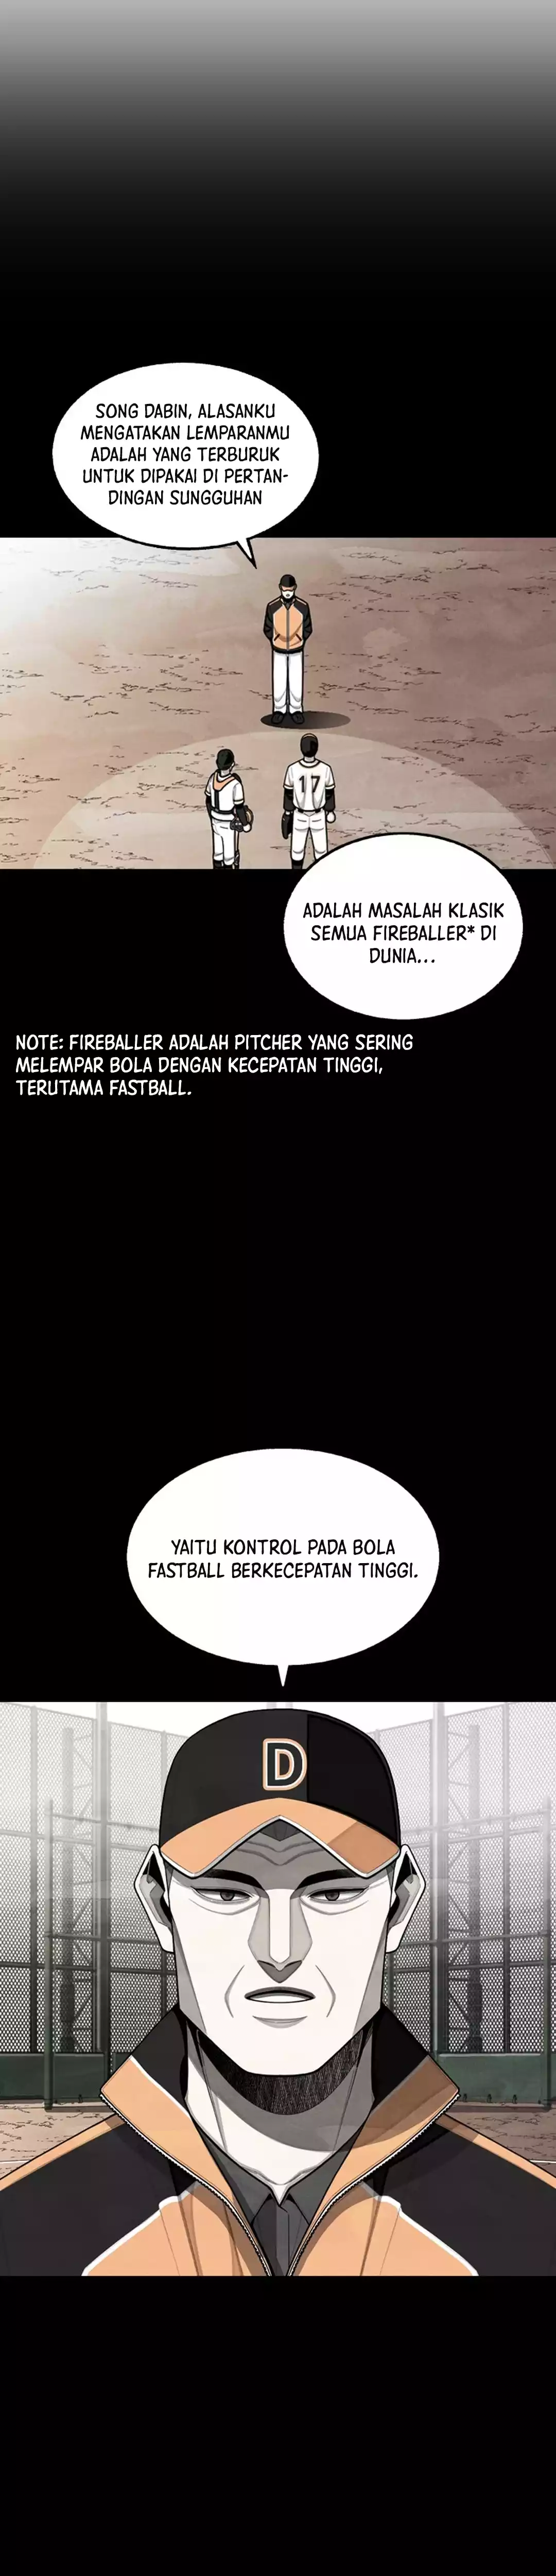 SONG DABIN, ALASANKU
MENGATAKAN LEMPARANMU
ADALAH YANG TERBURUK
UNTUK DIPAKAI DI PERTAN-
DINGAN SUNGGUHAN
17
ADALAH MASALAH KLASIK
SEMUA FIREBALLER* DI
DUNIA...
NOTE: FIREBALLER ADALAH PITCHER YANG SERING
MELEMPAR BOLA DENGAN KECEPATAN TINGGI,
TERUTAMA FASTBALL.
YAITU KONTROL PADA BOLA
FASTBALL BERKECEPATAN TINGGI.
D